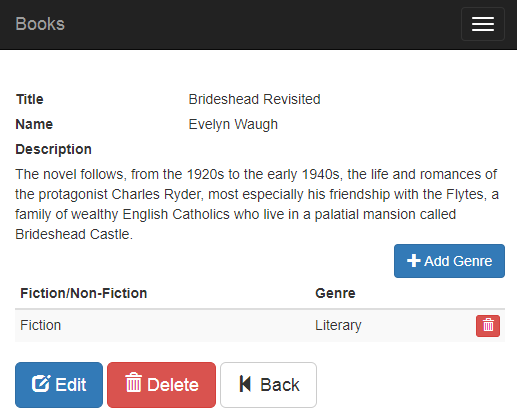 Books
Title Brideshead Revisited
Name Evelyn Waugh
Description
The novel follows, from the 1920s to the early 1940s, the life and romances of
the protagonist Charles Ryder, most especially his friendship with the Flytes, a
family of wealthy English Catholics who live in a palatial mansion called
Brideshead Castle.
Add Genre
Fiction/Non-Fiction Genre
Fiction Literary
Edit Delete Back